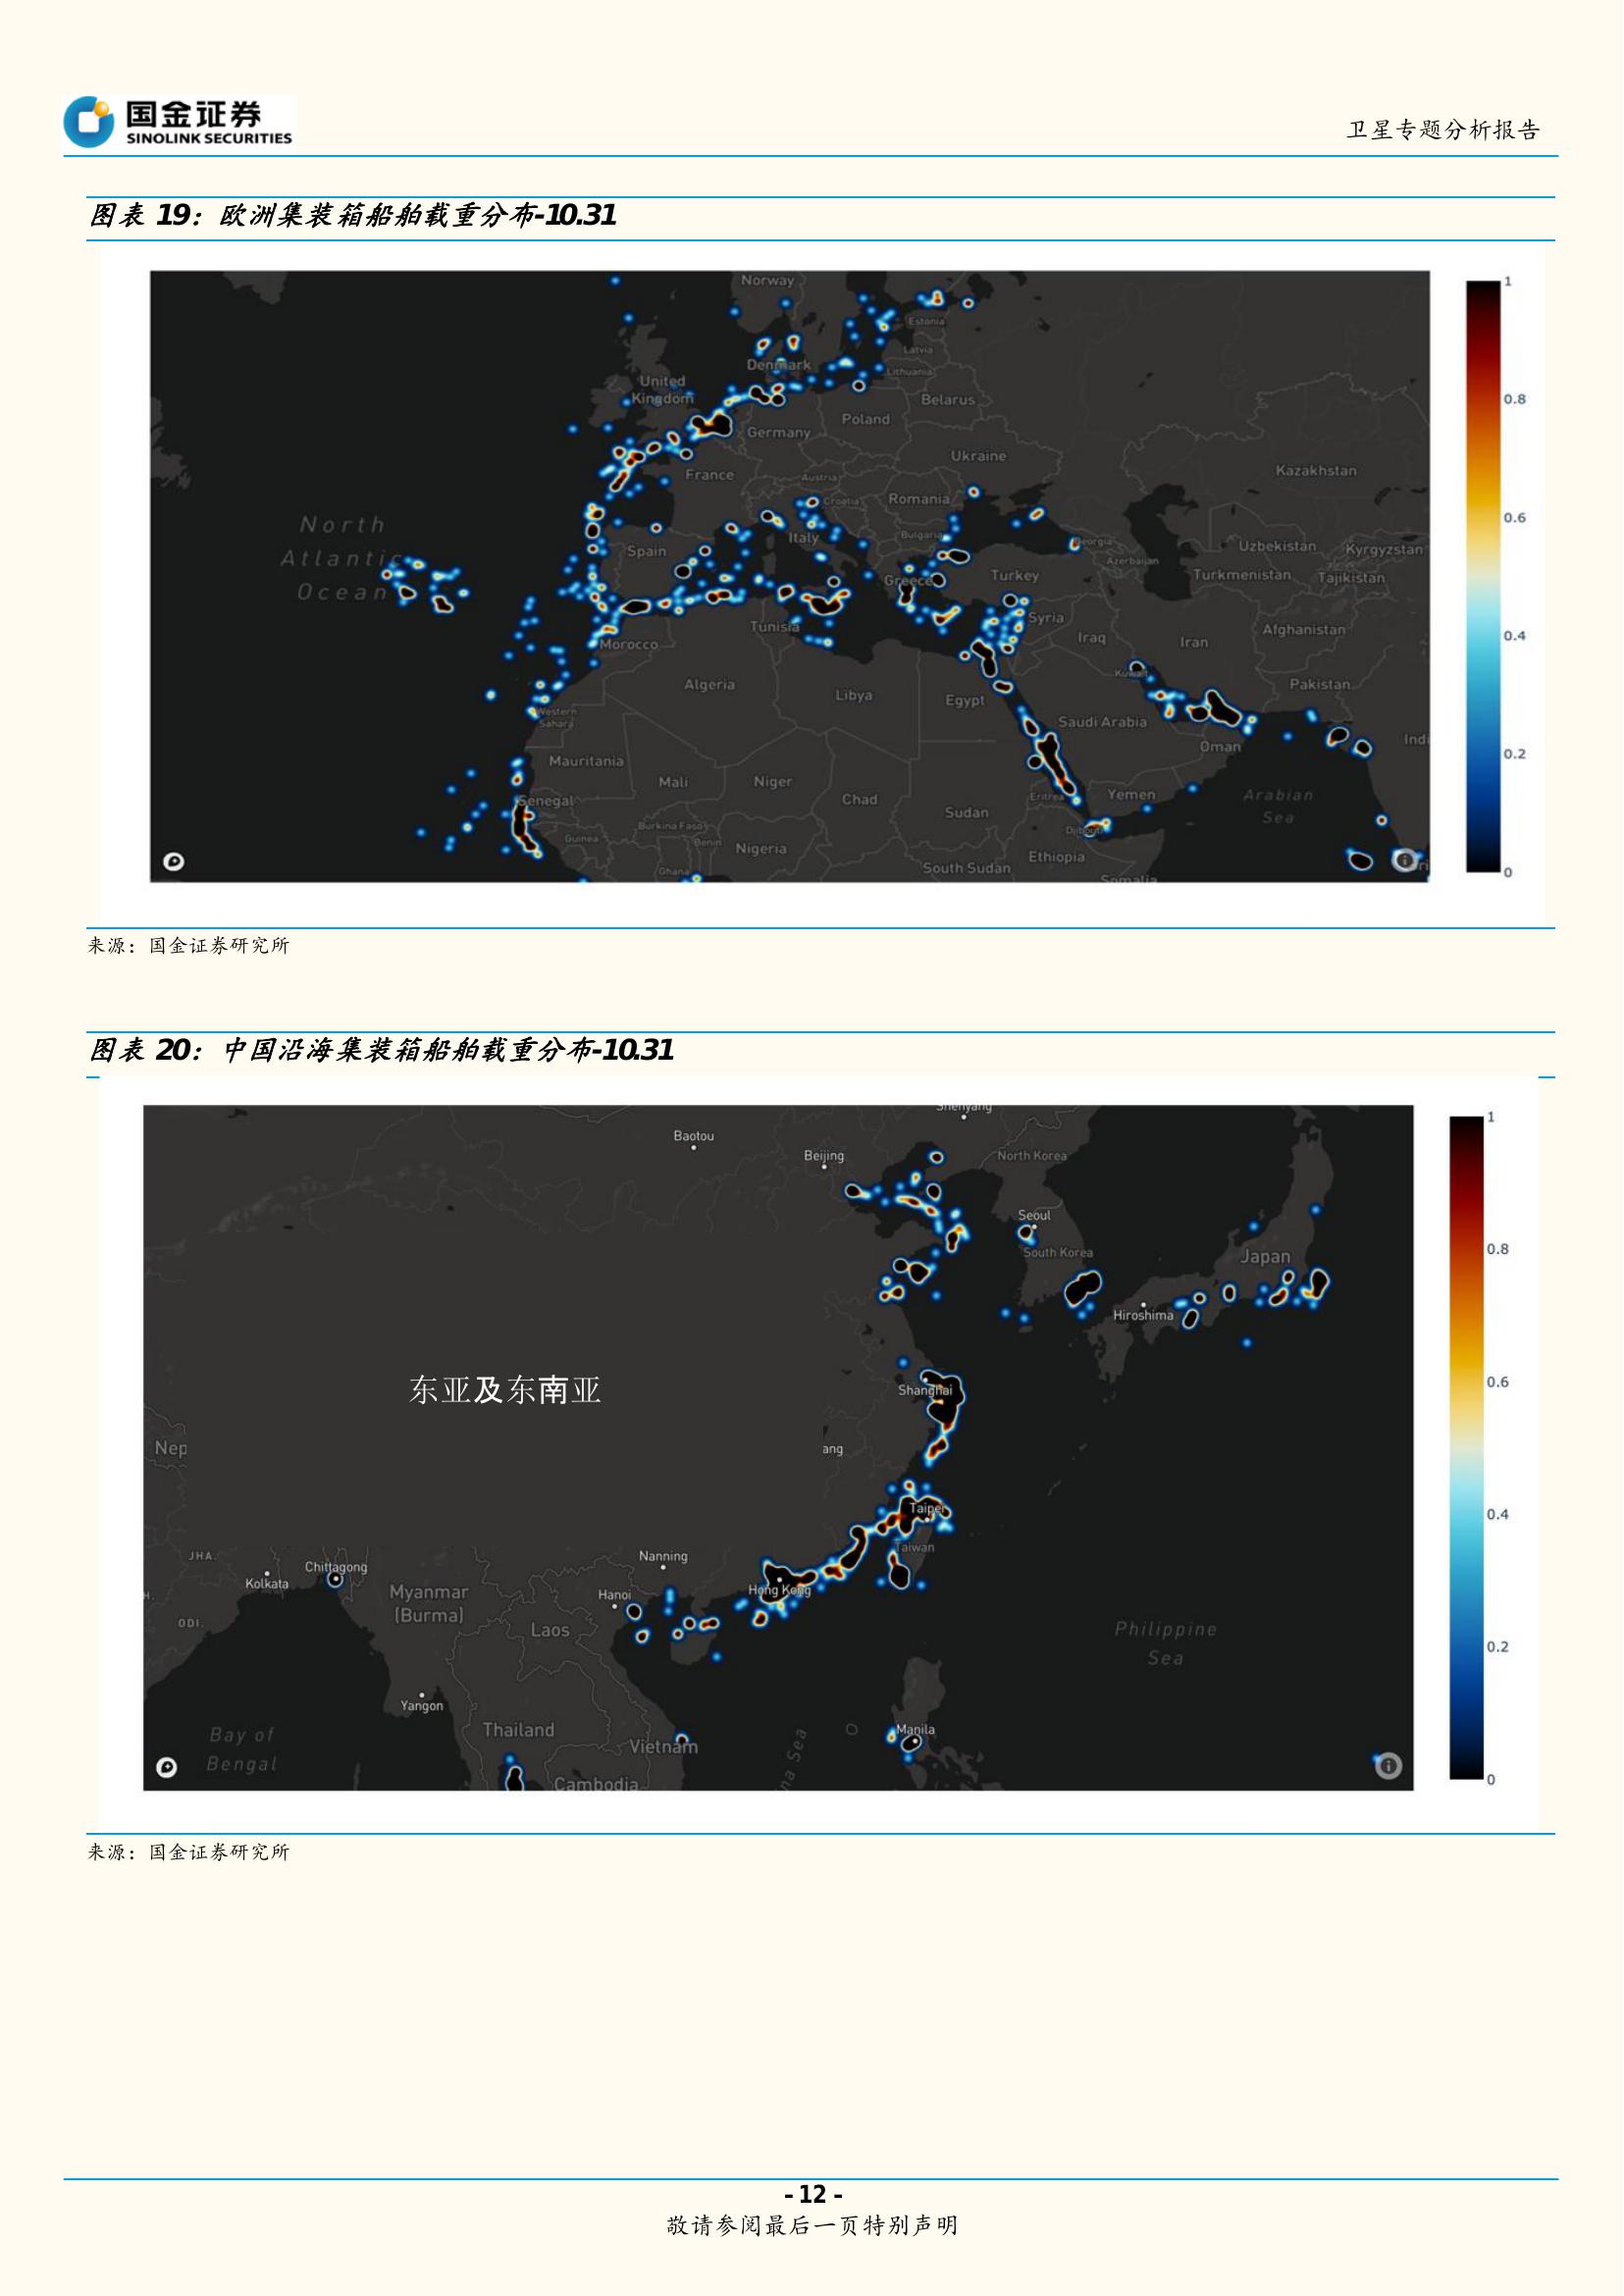 国金证券
SINOLINK SECURITIES
卫星专题分析报告
图表 19：欧洲集装箱船舶载重分布-10.31
Norway
Estonia
Latvia
Denmark
Lithuania
United
Kingdom
Belarus
Poland
Germany
Ukraine
France
Kazakhstan
Austria
Croatia
Romania
North
Atlantic
Ocean
Italy
Bulgaria
Spain
Georgia
Uzbekistan
Kyrgyzstan
Azerbaijan
Greece
Turkey
Turkmenistan
Tajikistan
Tunisia
Syria
Morocco
Iraq
Iran
Afghanistan
Kuwait
Algeria
Libya
Egypt
Pakistan
Western
Sahara
Saudi Arabia
Oman
Indi
Mauritania
Mali
Niger
Chad
Eritrea
Yemen
Arabian
Sea
Senegal
Sudan
Burkina Faso
Djibouti
Guinea
Benin
Nigeria
Ethiopia
Ghana
South Sudan
Somalia
1
0.8
0.6
0.4
0.2
0
来源：国金证券研究所
图表 20：中国沿海集装箱船舶载重分布-10.31
Shenyang
Baotou
Beijing
North Korea
Seoul
South Korea
Japan
Hiroshima
东亚及东南亚
Shanghai
Nep
ang
Taipei
Taiwan
JHA.
Chittagong
Nanning
Kolkata
Hong Kong
Myanmar
(Burma)
Hanoi
ODI.
Laos
Philippine
Sea
Yangon
Bay of
Bengal
Thailand
Vietnam
Manila
na Sea
Cambodia
1
0.8
0.6
0.4
0.2
0
来源：国金证券研究所
- 12 -
敬请参阅最后一页特别声明